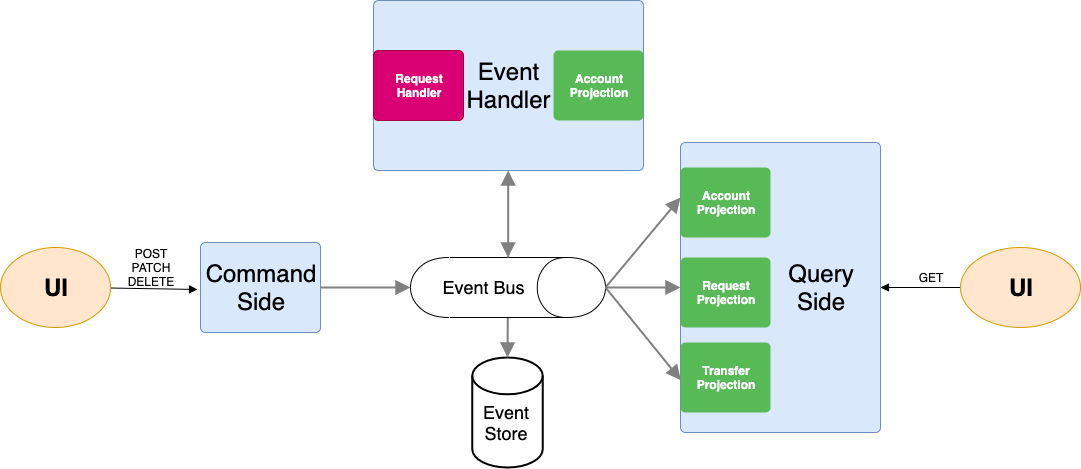 Request
Handler
Event
Handler
Account
Projection
UI
POST
PATCH
DELETE
Command
Side
Event Bus
Event
Store
Account
Projection
Request
Projection
Transfer
Projection
Query
Side
GET
UI